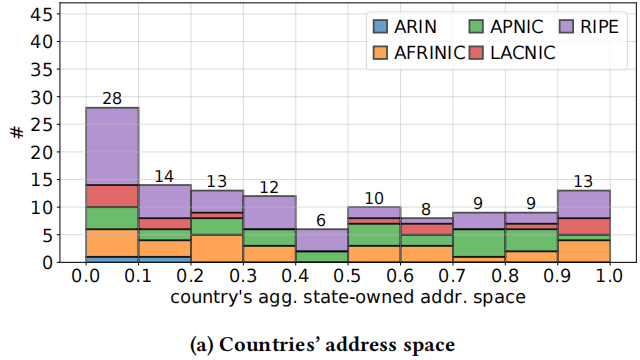 45
40
35
30
25
20
15
10
5
0
#
ARIN APNIC RIPE
AFRINIC LACNIC
28 14 13 12 6 10 8 9 9 13
0.0 0.1 0.2 0.3 0.4 0.5 0.6 0.7 0.8 0.9 1.0
country's agg. state-owned addr. space
(a) Countries’ address space